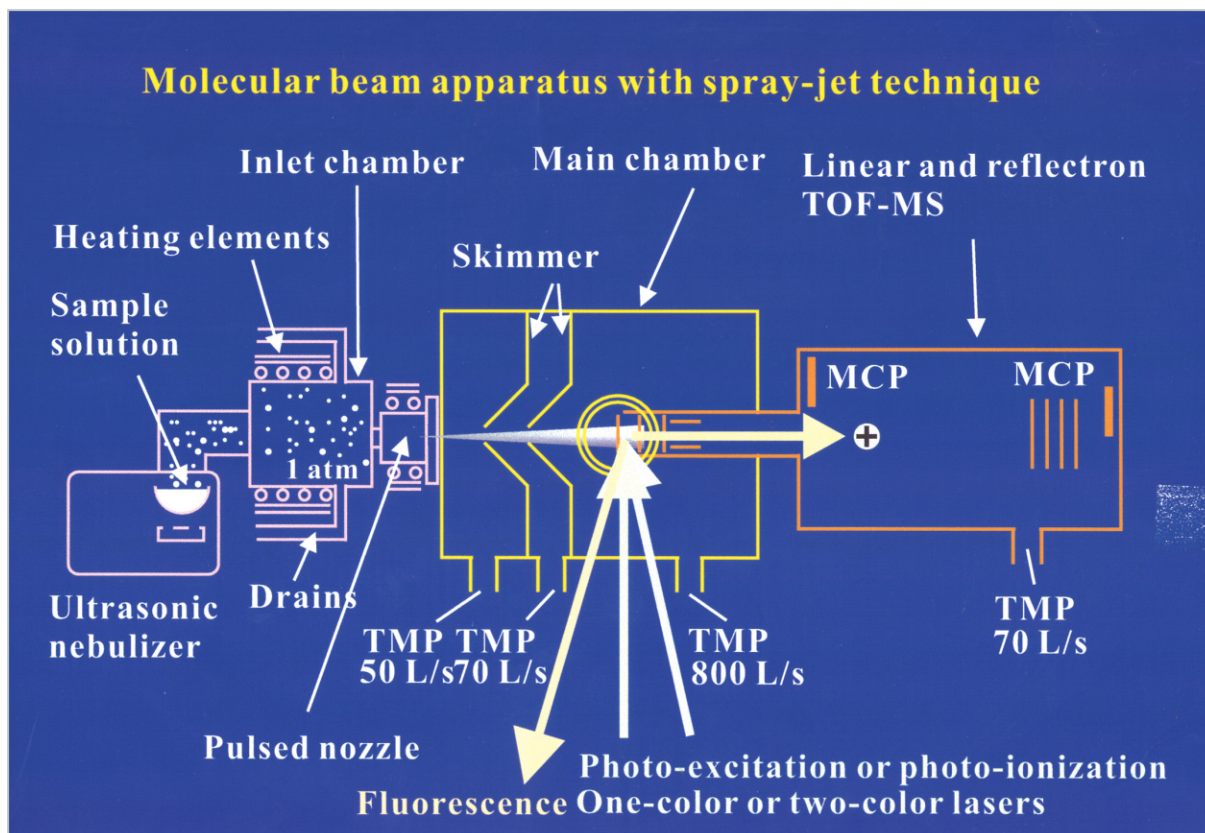 Molecular beam apparatus with spray-jet technique
Inlet chamber
Main chamber
Linear and reflectron
TOF-MS
Heating elements
Skimmer
Sample
solution
MCP
MCP
1 atm
Ultrasonic
nebulizer
Drains
TMP
50 L/s
TMP
70 L/s
TMP
800 L/s
TMP
70 L/s
Pulsed nozzle
Fluorescence
Photo-excitation or photo-ionization
One-color or two-color lasers